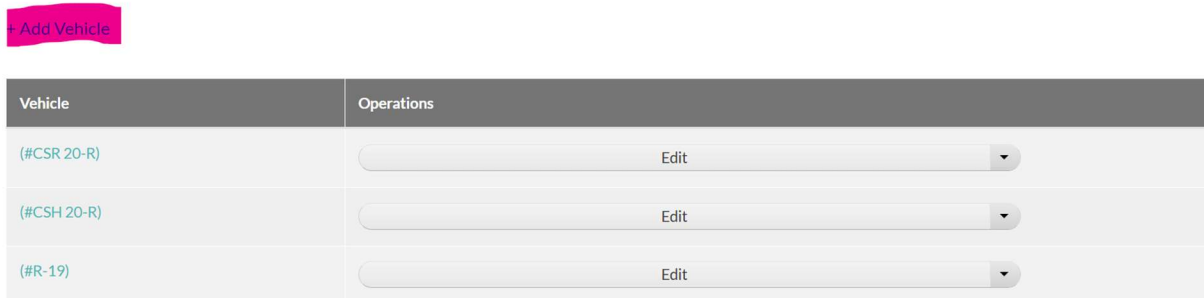 + Add Vehicle
Vehicle Operations
(#CSR 20-R) Edit
(#CSH 20-R) Edit
(#R-19) Edit